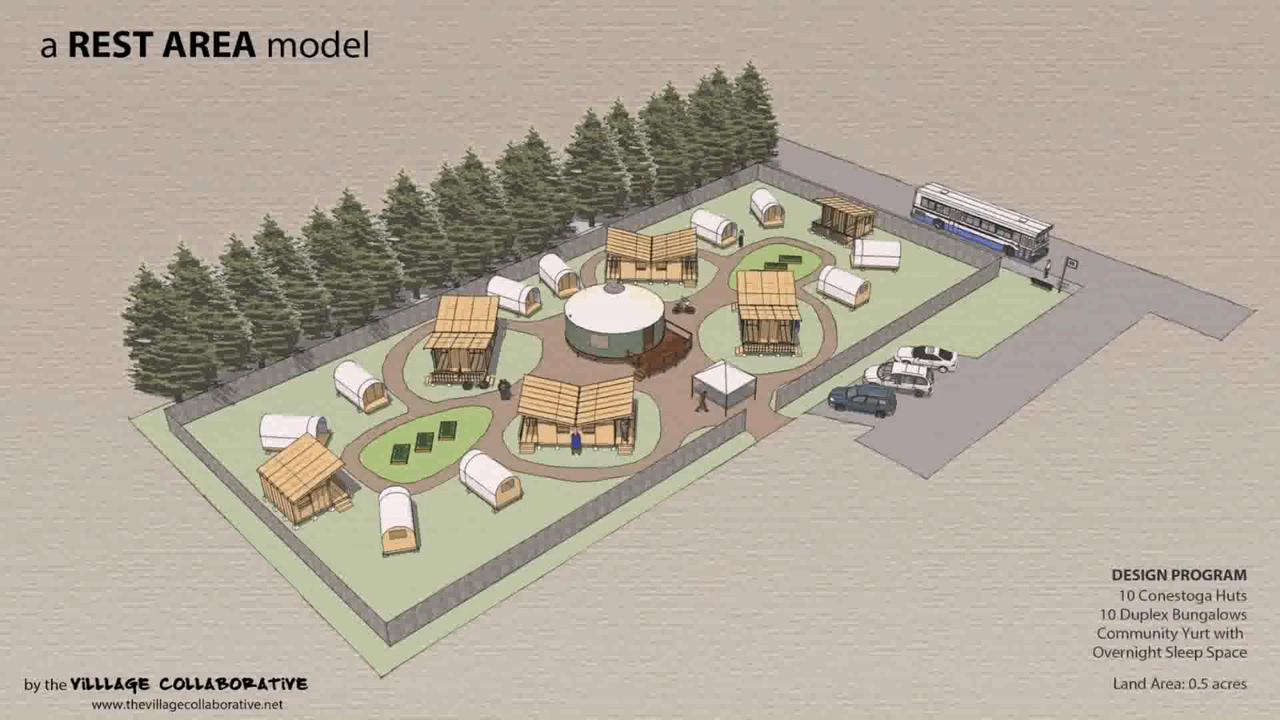 a REST AREA model
DESIGN PROGRAM
10 Conestoga Huts
10 Duplex Bungalows
Community Yurt with
Overnight Sleep Space
Land Area: 0.5 acres
by the VILLLAGE COLLABORATIVE
www.thevillagecollaborative.net